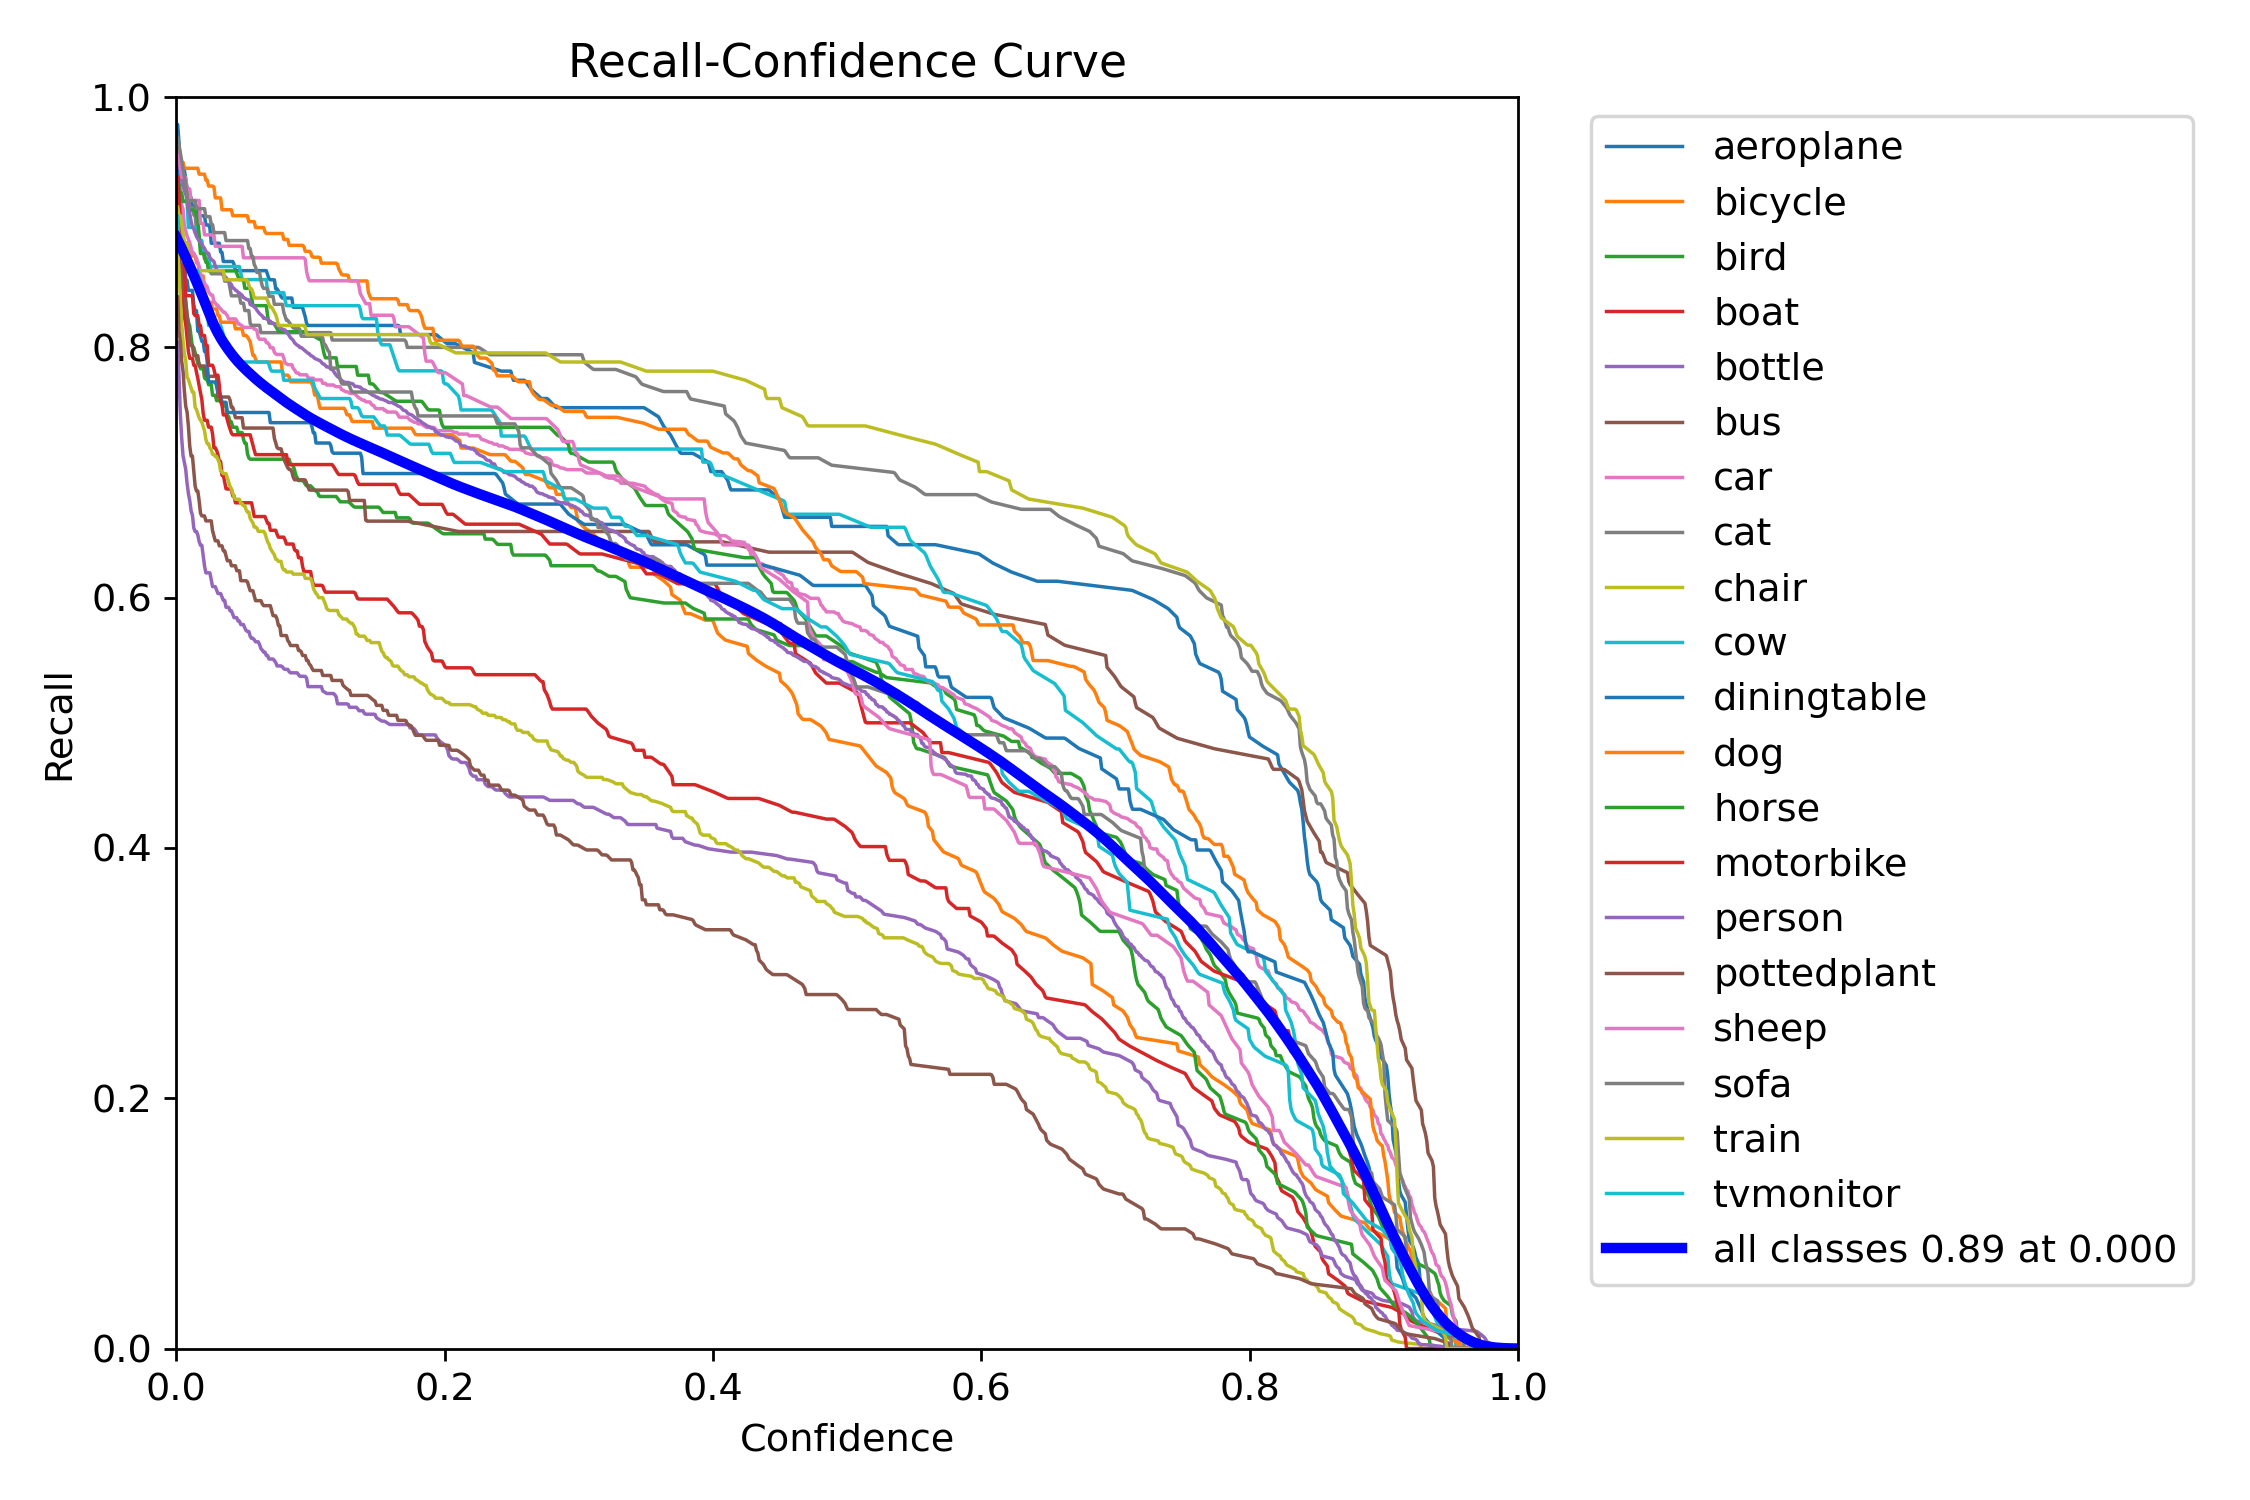 Recall-Confidence Curve
1.0
0.8
0.6
0.4
0.2
0.0
Recall
0.0 0.2 0.4 0.6 0.8 1.0
Confidence
aeroplane
bicycle
bird
boat
bottle
bus
car
cat
chair
cow
diningtable
dog
horse
motorbike
person
pottedplant
sheep
sofa
train
tvmonitor
all classes 0.89 at 0.000